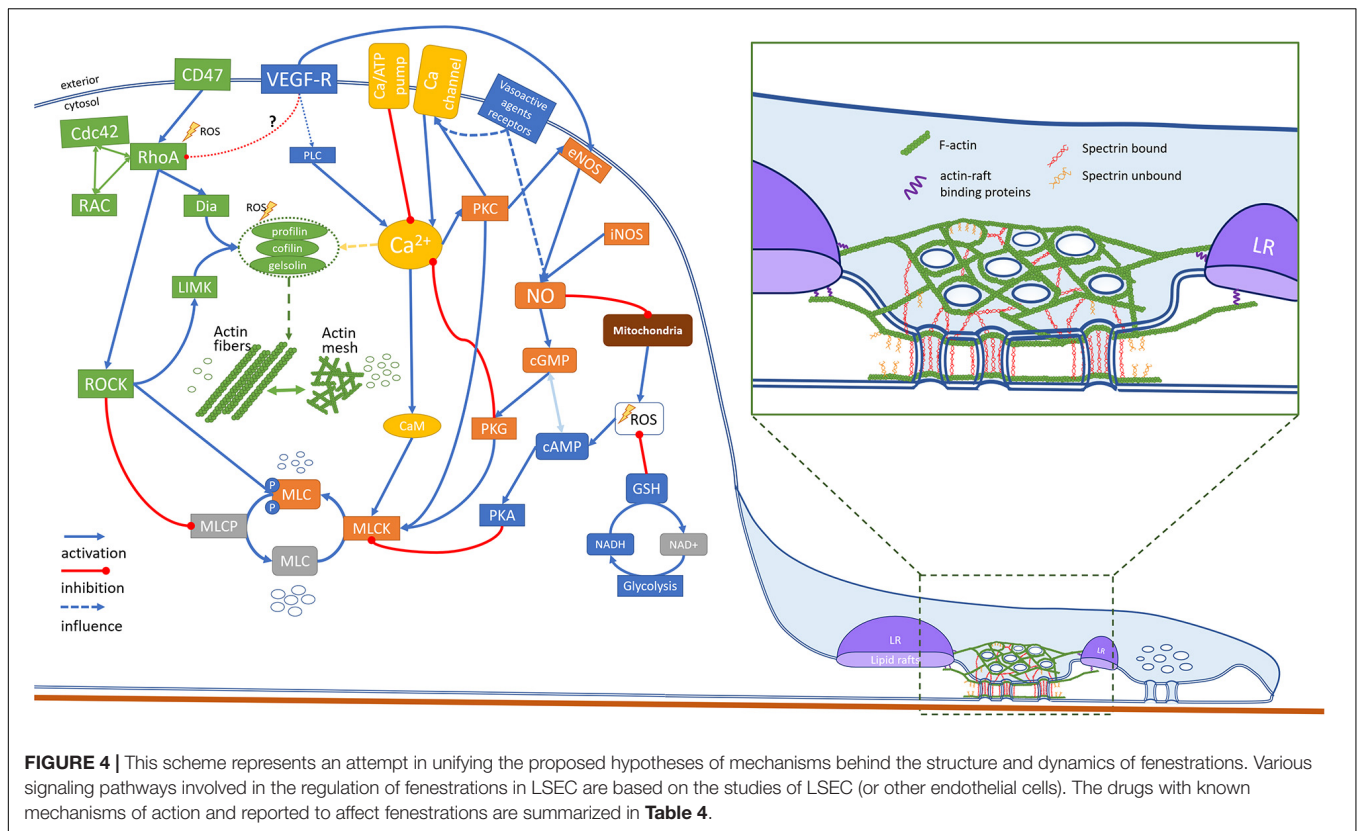 exterior
cytosol
CD47
VEGF-R
Ca/ATP
pump
Ca
channel
Vasoactive
agents
receptors
Cdc42
ROS
?
RhoA
PLC
eNOS
RAC
Dia
ROS
PKC
profilin
cofilin
gelsolin
Ca2+
iNOS
LIMK
NO
Mitochondria
Actin
fibers
Actin
mesh
cGMP
ROCK
CaM
PKG
ROS
cAMP
GSH
P
MLC
P
MLCP
MLCK
PKA
MLC
NADH
NAD+
Glycolysis
activation
inhibition
influence
F-actin
actin-raft
binding proteins
Spectrin bound
Spectrin unbound
LR
LR
Lipid rafts
LR
FIGURE 4 | This scheme represents an attempt in unifying the proposed hypotheses of mechanisms behind the structure and dynamics of fenestrations. Various
signaling pathways involved in the regulation of fenestrations in LSEC are based on the studies of LSEC (or other endothelial cells). The drugs with known
mechanisms of action and reported to affect fenestrations are summarized in Table 4.